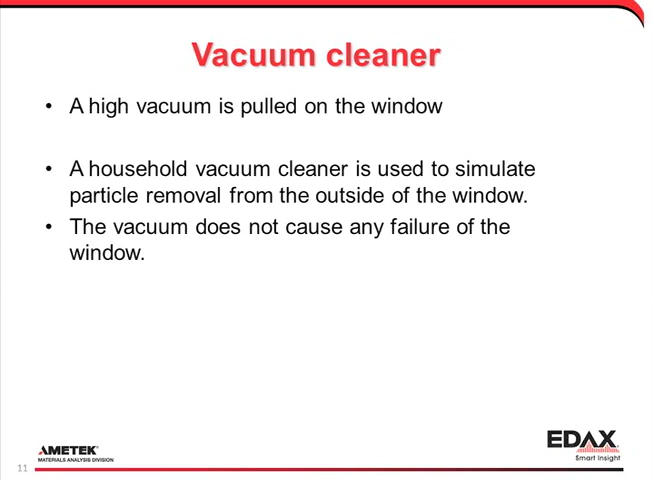 Vacuum cleaner
• A high vacuum is pulled on the window
• A household vacuum cleaner is used to simulate
particle removal from the outside of the window.
• The vacuum does not cause any failure of the
window.
AMETEK
MATERIALS ANALYSIS DIVISION
EDAX
Smart Insight
11